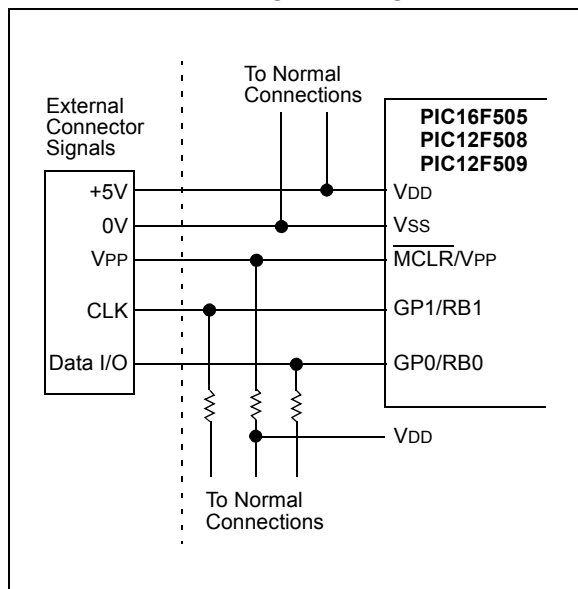 To Normal
Connections
External
Connector
Signals
PIC16F505
PIC12F508
PIC12F509
+5V
VDD
0V
VSS
VPP
MCLR/VPP
CLK
GP1/RB1
Data I/O
GP0/RB0
VDD
To Normal
Connections